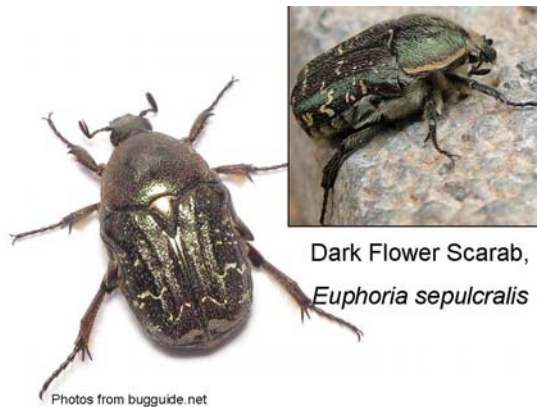 Dark Flower Scarab,
Euphoria sepulcralis
Photos from bugguide.net